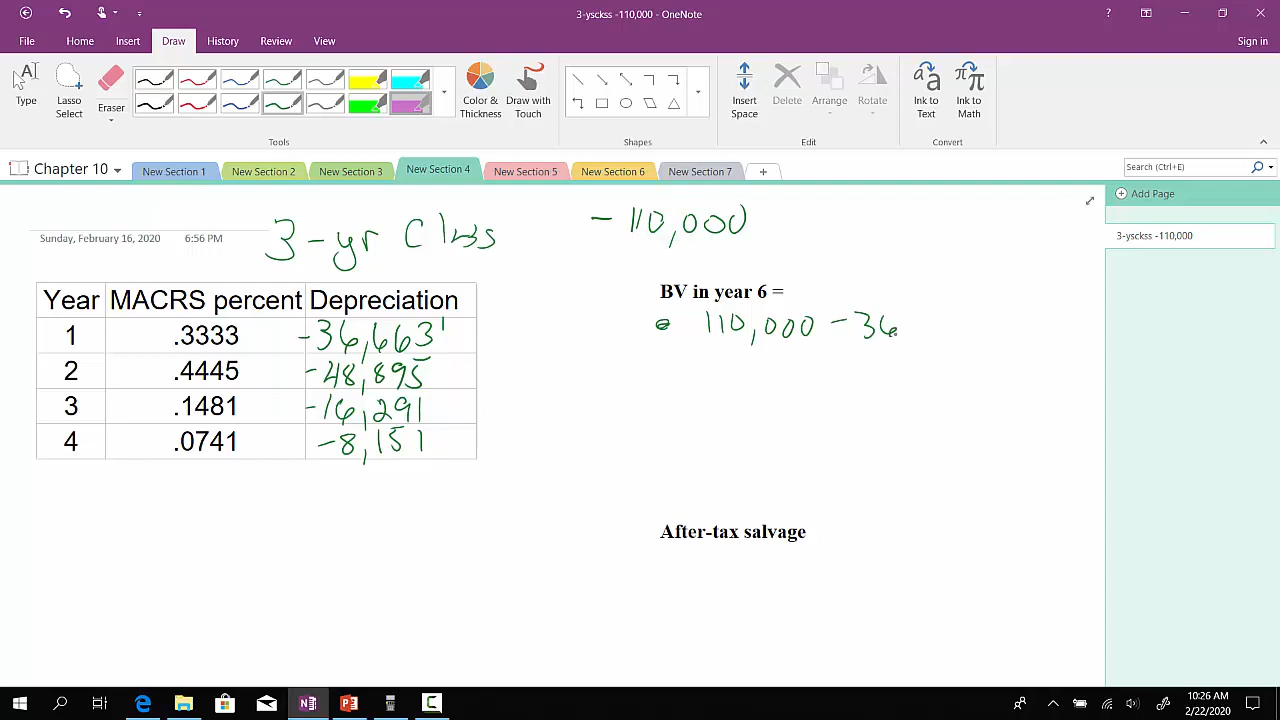 3-ysckss -110,000 - OneNote
?
File Home Insert Draw History Review View
Sign in
Type
Lasso Select
Eraser
Color & Thickness
Draw with Touch
Insert Space
Delete
Arrange
Rotate
Ink to Text
Ink to Math
Tools
Shapes
Edit
Convert
Chapter 10
New Section 1 New Section 2 New Section 3 New Section 4 New Section 5 New Section 6 New Section 7
Search (Ctrl+E)
Add Page
3-ysckss -110,000
Sunday, February 16, 2020 6:56 PM
3-yr Class
- 110,000
Year MACRS percent Depreciation
1 .3333 -36,663
2 .4445 -48,895
3 .1481 -16,291
4 .0741 -8,151
BV in year 6 =
= 110,000 - 36
After-tax salvage
10:26 AM
2/22/2020